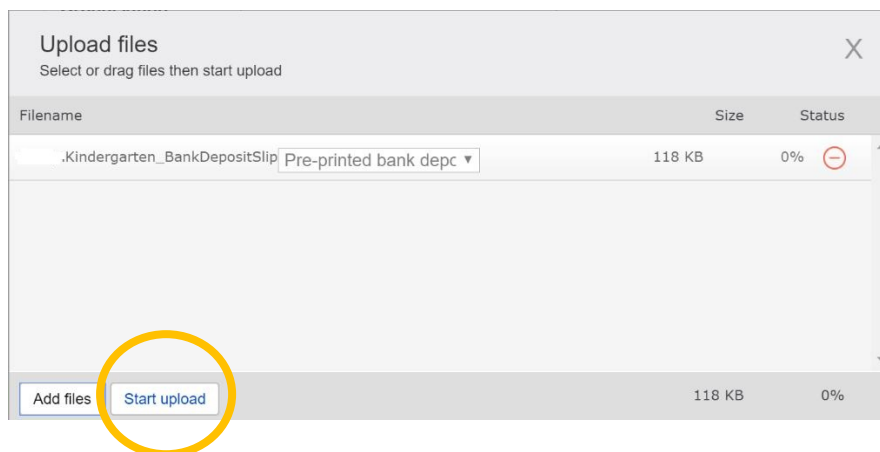 Upload files
X
Select or drag files then start upload
Filename Size Status
.Kindergarten_BankDepositSlip Pre-printed bank depc 118 KB 0%
Add files Start upload 118 KB 0%